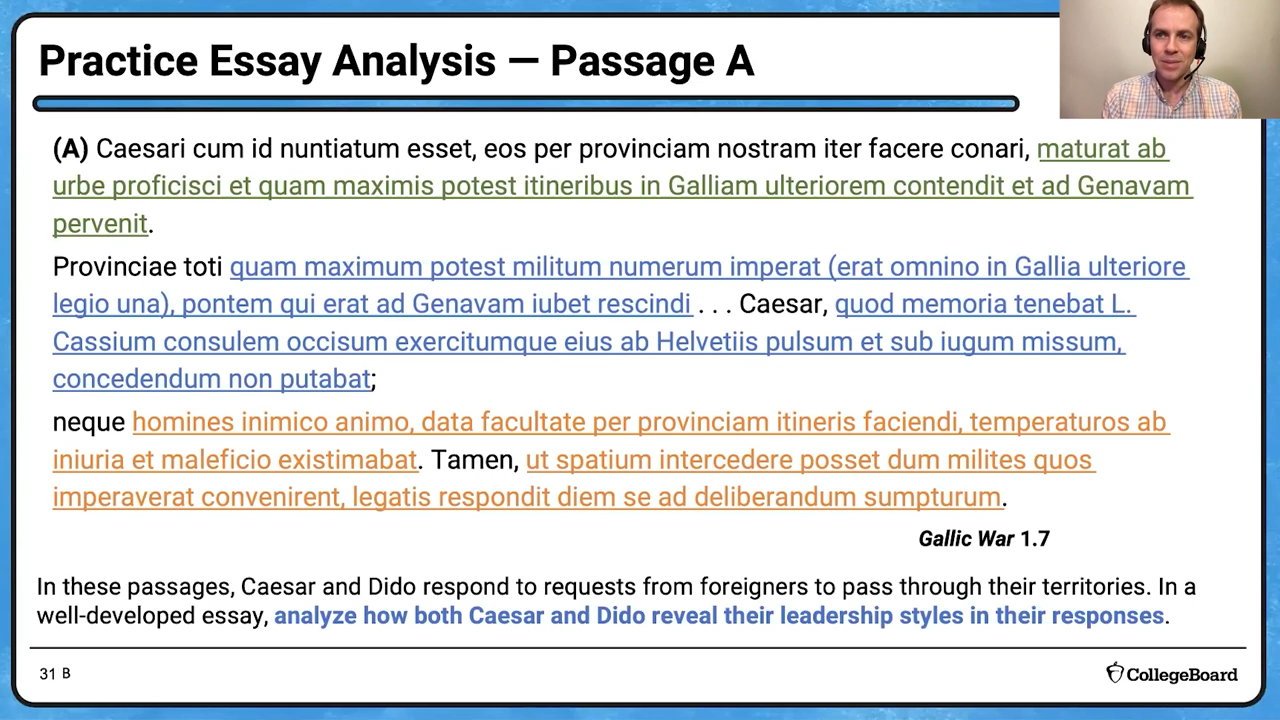 Practice Essay Analysis — Passage A
(A) Caesari cum id nuntiatum esset, eos per provinciam nostram iter facere conari, maturat ab
urbe proficisci et quam maximis potest itineribus in Galliam ulteriorem contendit et ad Genavam
pervenit.
Provinciae toti quam maximum potest militum numerum imperat (erat omnino in Gallia ulteriore
legio una), pontem qui erat ad Genavam iubet rescindi . . . Caesar, quod memoria tenebat L.
Cassium consulem occisum exercitumque eius ab Helvetiis pulsum et sub iugum missum,
concedendum non putabat;
neque homines inimico animo, data facultate per provinciam itineris faciendi, temperaturos ab
iniuria et maleficio existimabat. Tamen, ut spatium intercedere posset dum milites quos
imperaverat convenirent, legatis respondit diem se ad deliberandum sumpturum.
Gallic War 1.7
In these passages, Caesar and Dido respond to requests from foreigners to pass through their territories. In a
well-developed essay, analyze how both Caesar and Dido reveal their leadership styles in their responses.
31 B
CollegeBoard